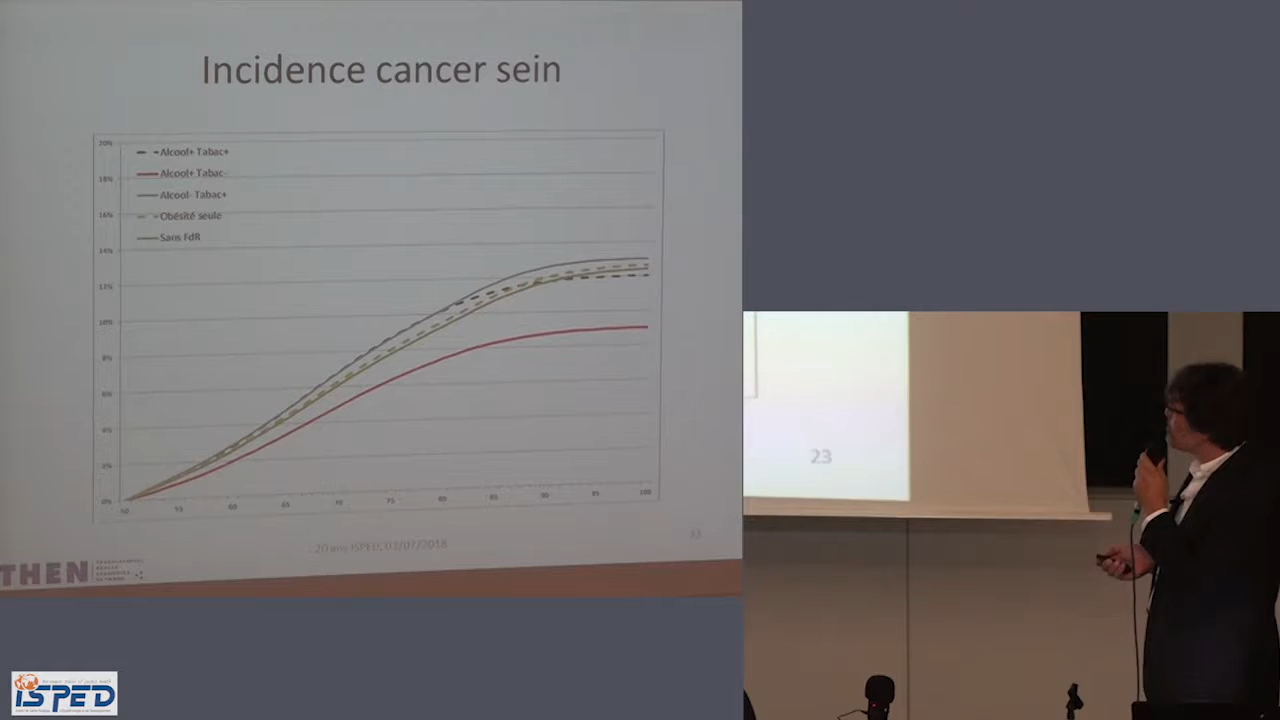 Incidence cancer sein
20%
Alcool+ Tabac+
Alcool+ Tabac-
18%
Alcool- Tabac+
16%
Obésité seule
Sans FdR
14%
12%
10%
8%
6%
4%
2%
0%
50 55 60 65 70 75 80 85 90 95 100
20 ans ISPED, 02/07/2018
THEN
23
ISPED